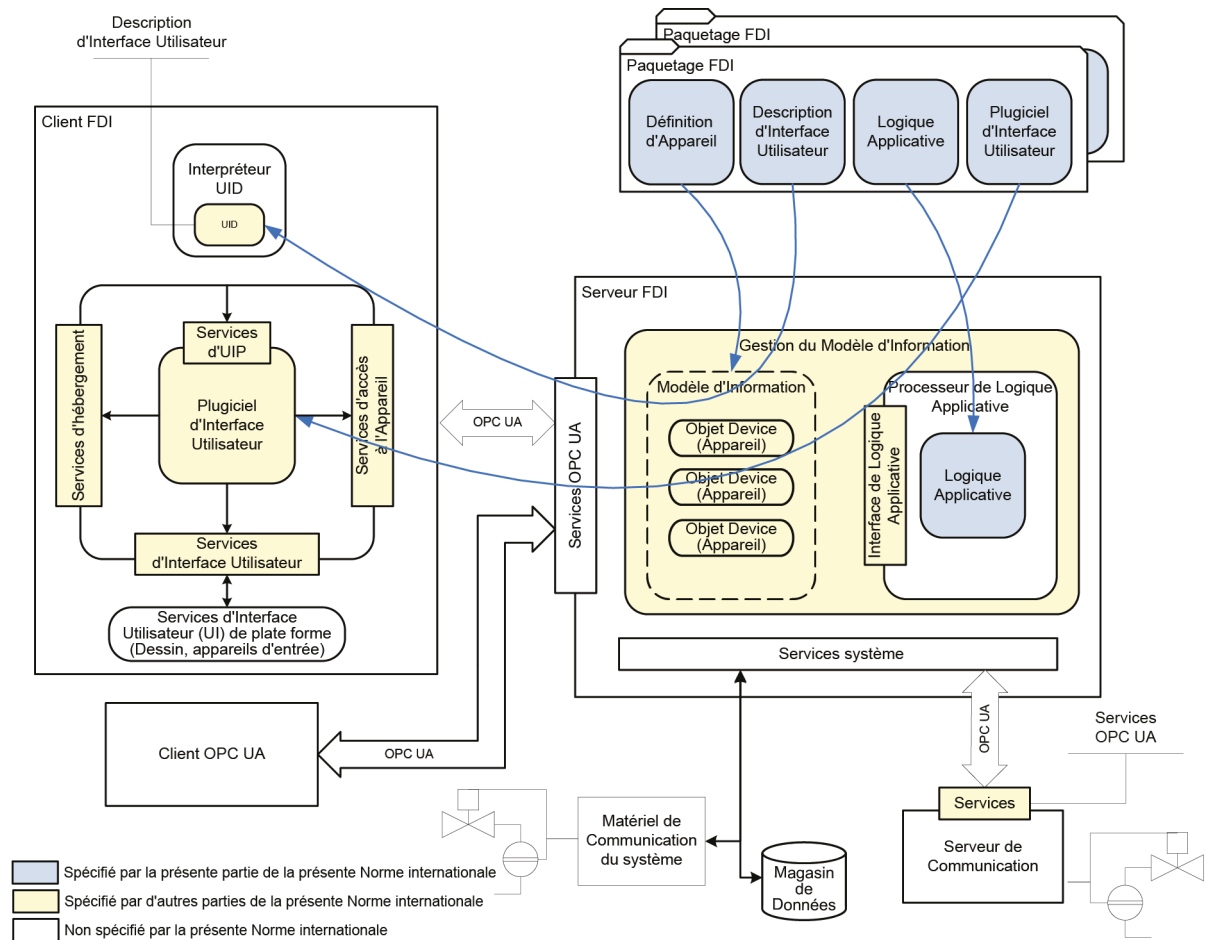 Description
d'Interface Utilisateur
Paquetage FDI
Paquetage FDI
Définition
d'Appareil
Description
d'Interface
Utilisateur
Logique
Applicative
Plugiciel
d'Interface
Utilisateur
Client FDI
Interpréteur
UID
UID
Services
d'UIP
Services d'hébergement
Plugiciel
d'Interface
Utilisateur
Services d'accès
à l'Appareil
Services
d'Interface Utilisateur
Services d'Interface
Utilisateur (UI) de plate forme
(Dessin, appareils d'entrée)
OPC UA
Services OPC UA
Serveur FDI
Gestion du Modèle d'Information
Modèle d'Information
Objet Device
(Appareil)
Objet Device
(Appareil)
Objet Device
(Appareil)
Processeur de Logique
Applicative
Interface de Logique
Applicative
Logique
Applicative
Services système
Client OPC UA
OPC UA
OPC UA
Services
OPC UA
Services
Serveur de
Communication
Matériel de
Communication
du système
Magasin
de
Données
Spécifié par la présente partie de la présente Norme internationale
Spécifié par d'autres parties de la présente Norme internationale
Non spécifié par la présente Norme internationale